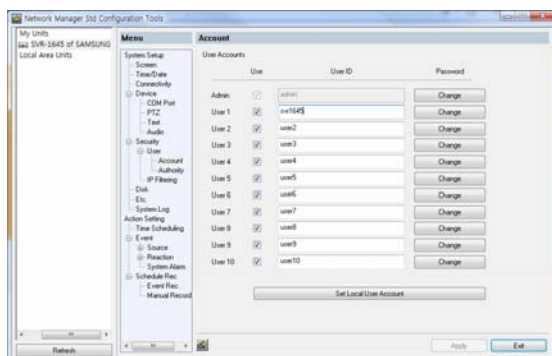 Network Manager Std Configuration Tools
My Units
SVR-1645 of SAMSUNG
Local Area Units
Refresh
Menu
System Setup
Screen
Time/Date
Connectivity
Device
COM Port
PTZ
Text
Audio
Security
User
Account
Authority
IP Filtering
Disk
Etc.
System Log
Action Setting
Time Scheduling
Event
Source
Reaction
System Alarm
Schedule Rec
Event Rec
Manual Record
Account
User Accounts
Use User ID Password
Admin admin Change
User 1 svr1645 Change
User 2 user2 Change
User 3 user3 Change
User 4 user4 Change
User 5 user5 Change
User 6 user6 Change
User 7 user7 Change
User 8 user8 Change
User 9 user9 Change
User 10 user10 Change
Set Local User Account
Apply Exit